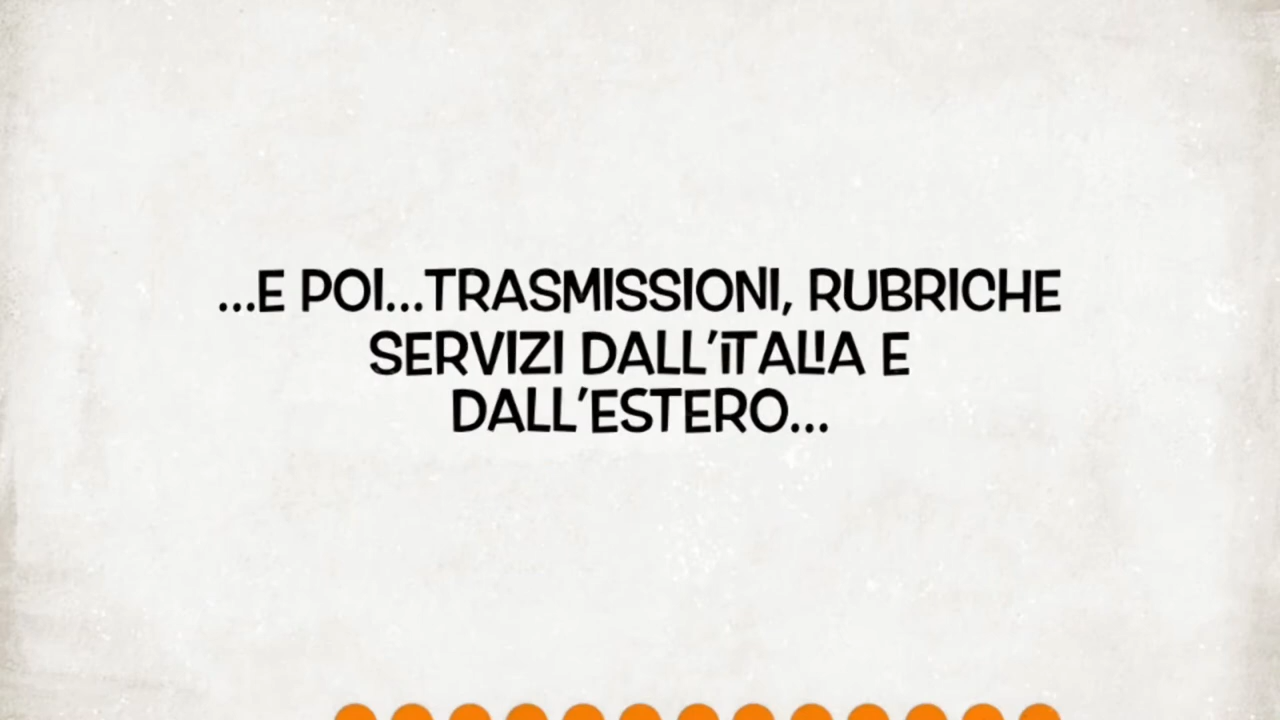 ...E POI...TRASMISSIONI, RUBRICHE
SERVIZI DALL'ITALIA E
DALL'ESTERO...